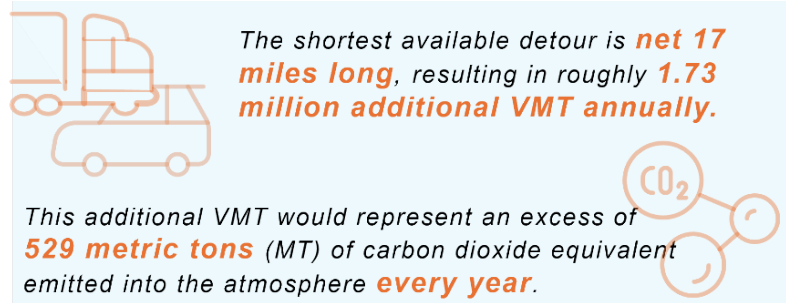 The shortest available detour is net 17
miles long, resulting in roughly 1.73
million additional VMT annually.
CO₂
This additional VMT would represent an excess of
529 metric tons (MT) of carbon dioxide equivalent
emitted into the atmosphere every year.